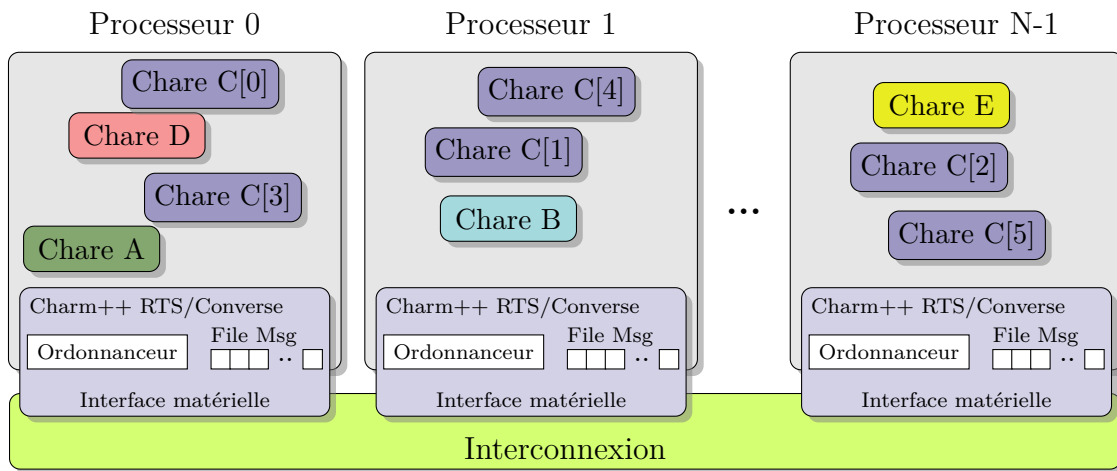 Processeur 0
Processeur 1
Processeur N-1
Chare C[0]
Chare D
Chare C[3]
Chare A
Chare C[4]
Chare C[1]
Chare B
...
Chare E
Chare C[2]
Chare C[5]
Charm++ RTS/Converse
File Msg
Ordonnanceur
..
Interface matérielle
Charm++ RTS/Converse
File Msg
Ordonnanceur
..
Interface matérielle
Charm++ RTS/Converse
File Msg
Ordonnanceur
..
Interface matérielle
Interconnexion